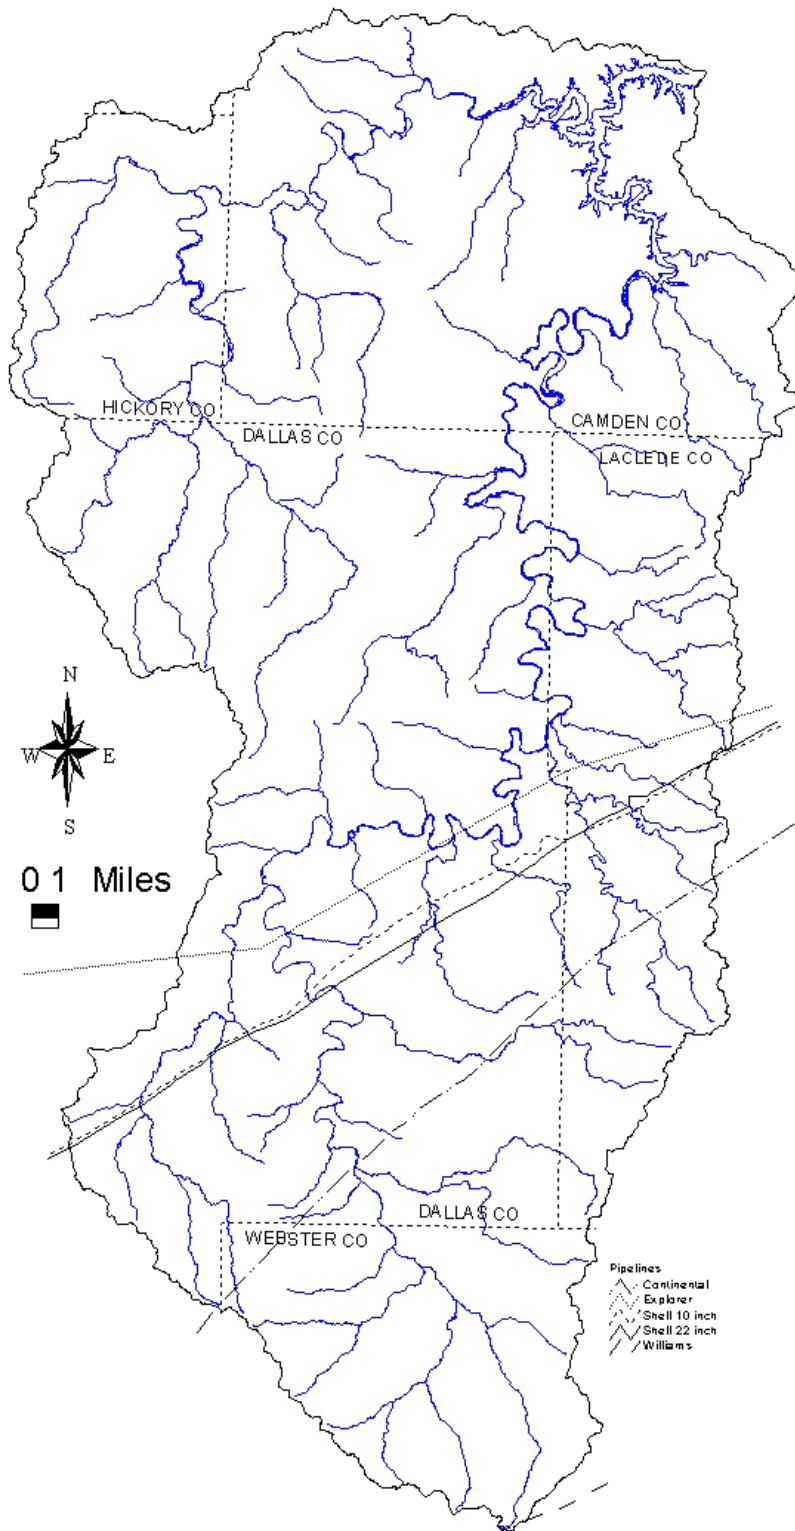 HICKORY CO
DALLAS CO
CAMDEN CO
LACLEDE CO
N
W E
S
0 1 Miles
DALLAS CO
WEBSTER CO
Pipelines
Continental
Explorer
Shell 10 inch
Shell 22 inch
Williams